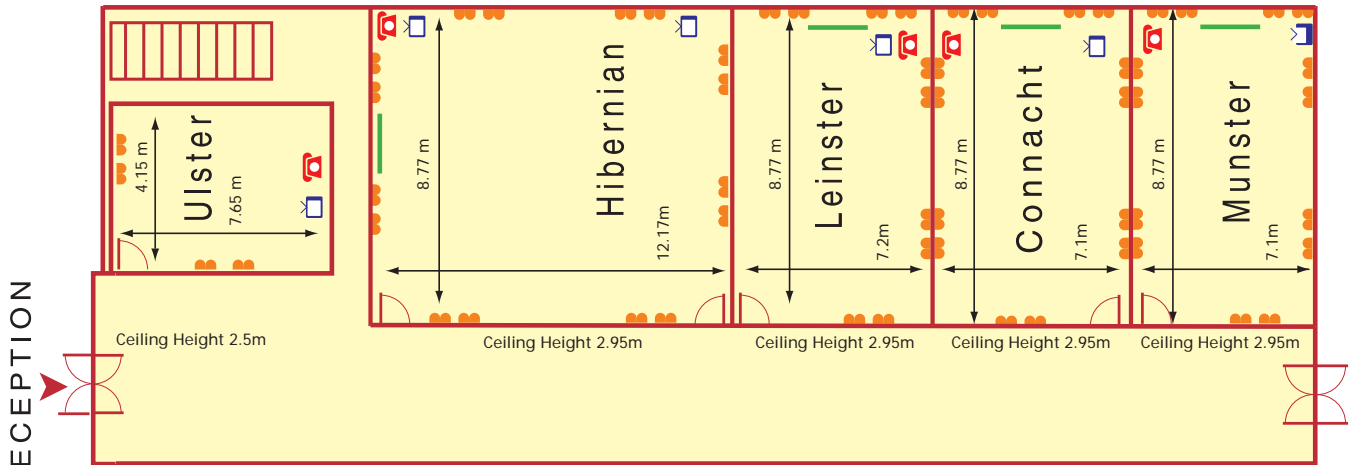 ECEPTION
Ulster
4.15 m
7.65 m
Ceiling Height 2.5m
Hibernian
8.77 m
12.17m
Ceiling Height 2.95m
Leinster
8.77 m
7.2m
Ceiling Height 2.95m
Connacht
8.77 m
7.1m
Ceiling Height 2.95m
Munster
8.77 m
7.1m
Ceiling Height 2.95m